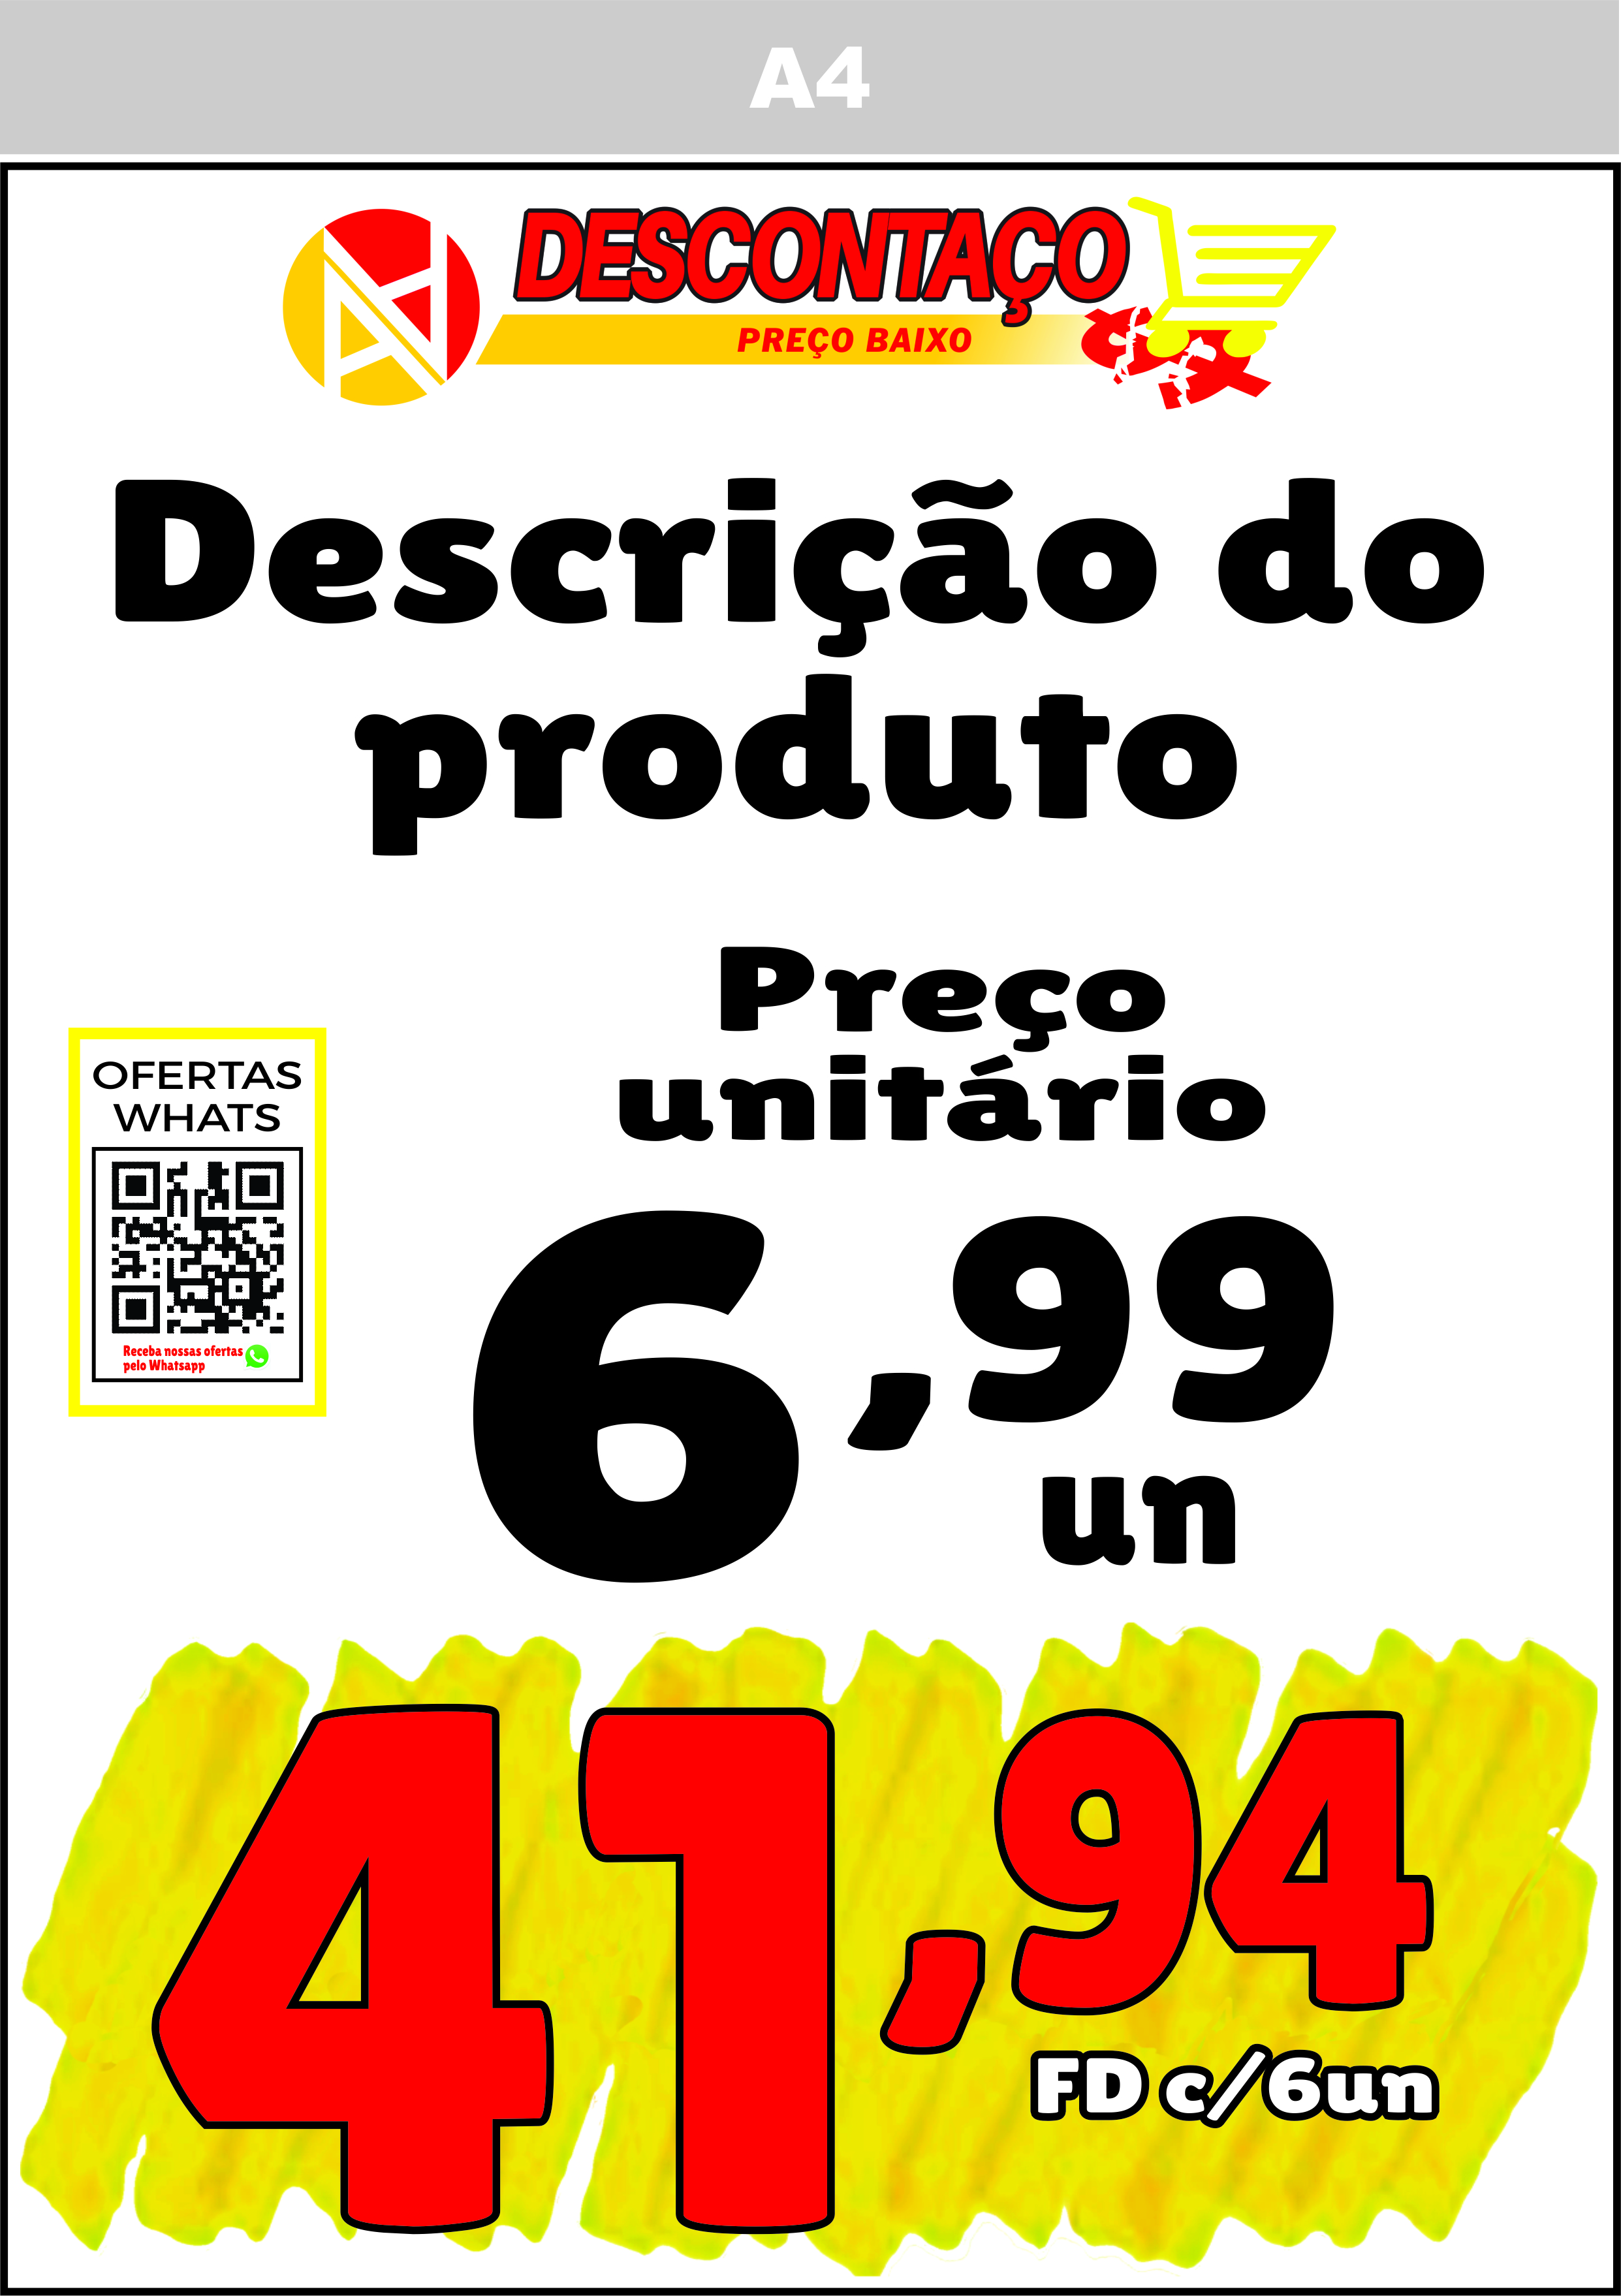 A4
DESCONTAÇO
PREÇO BAIXO
Descrição do
produto
Preço
unitário
OFERTAS
WHATS
Receba nossas ofertas
pelo Whatsapp
6,99
un
41,94
FD c/6un